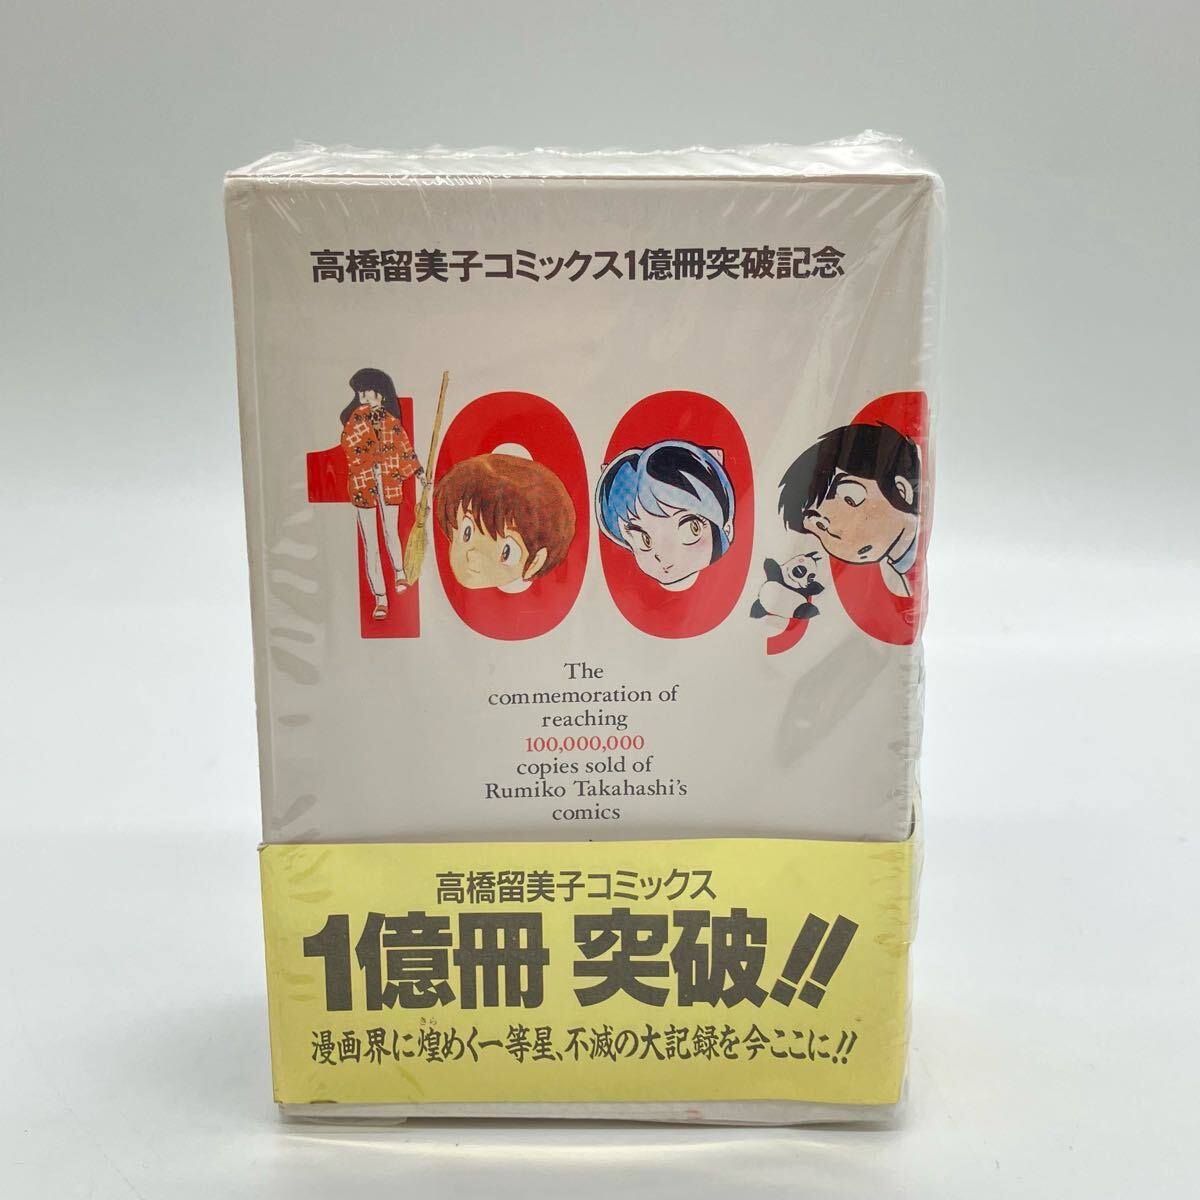 高橋留美子コミックス1億冊突破記念
100,0
The
commemoration of
reaching
100,000,000
copies sold of
Rumiko Takahashi's
comics
高橋留美子コミックス
1億冊 突破!!
漫画界に煌めく一等星、不滅の大記録を今ここに!!
きら